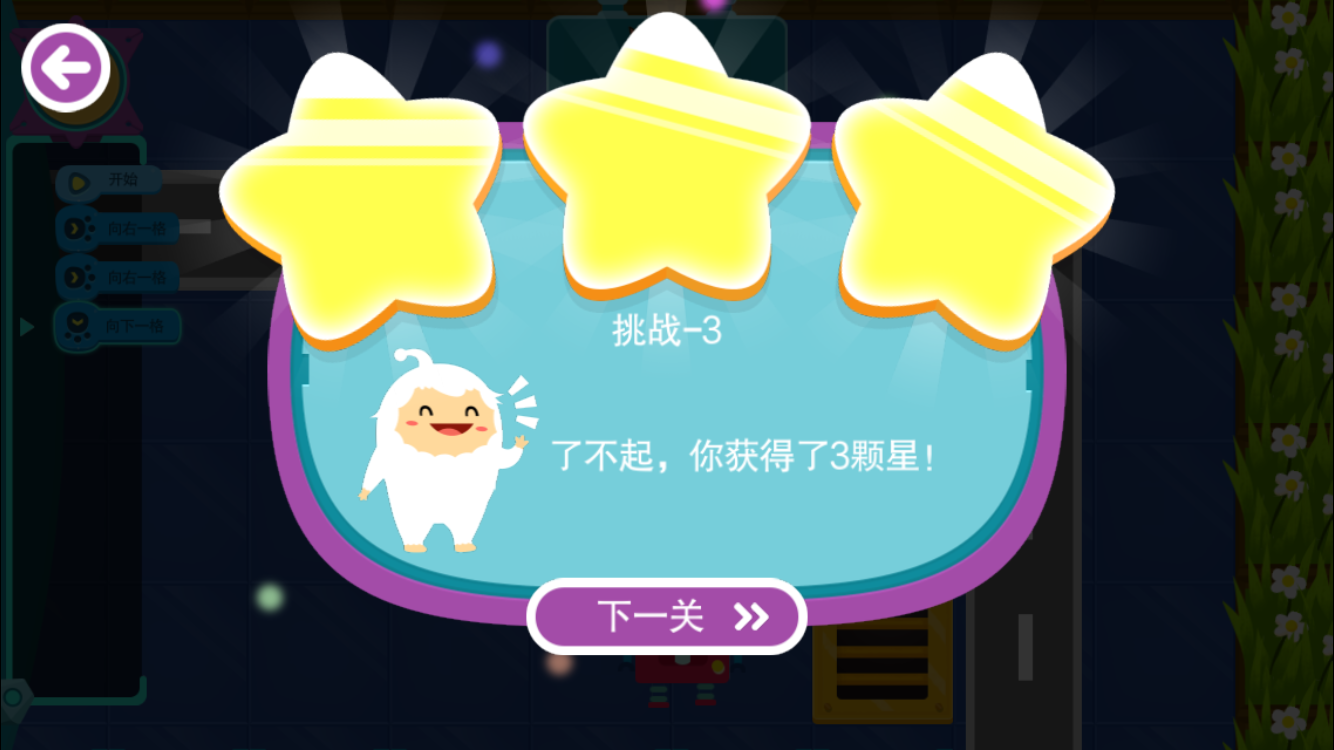 开始
向右一格
向右一格
向下一格
挑战-3
了不起，你获得了3颗星！
下一关